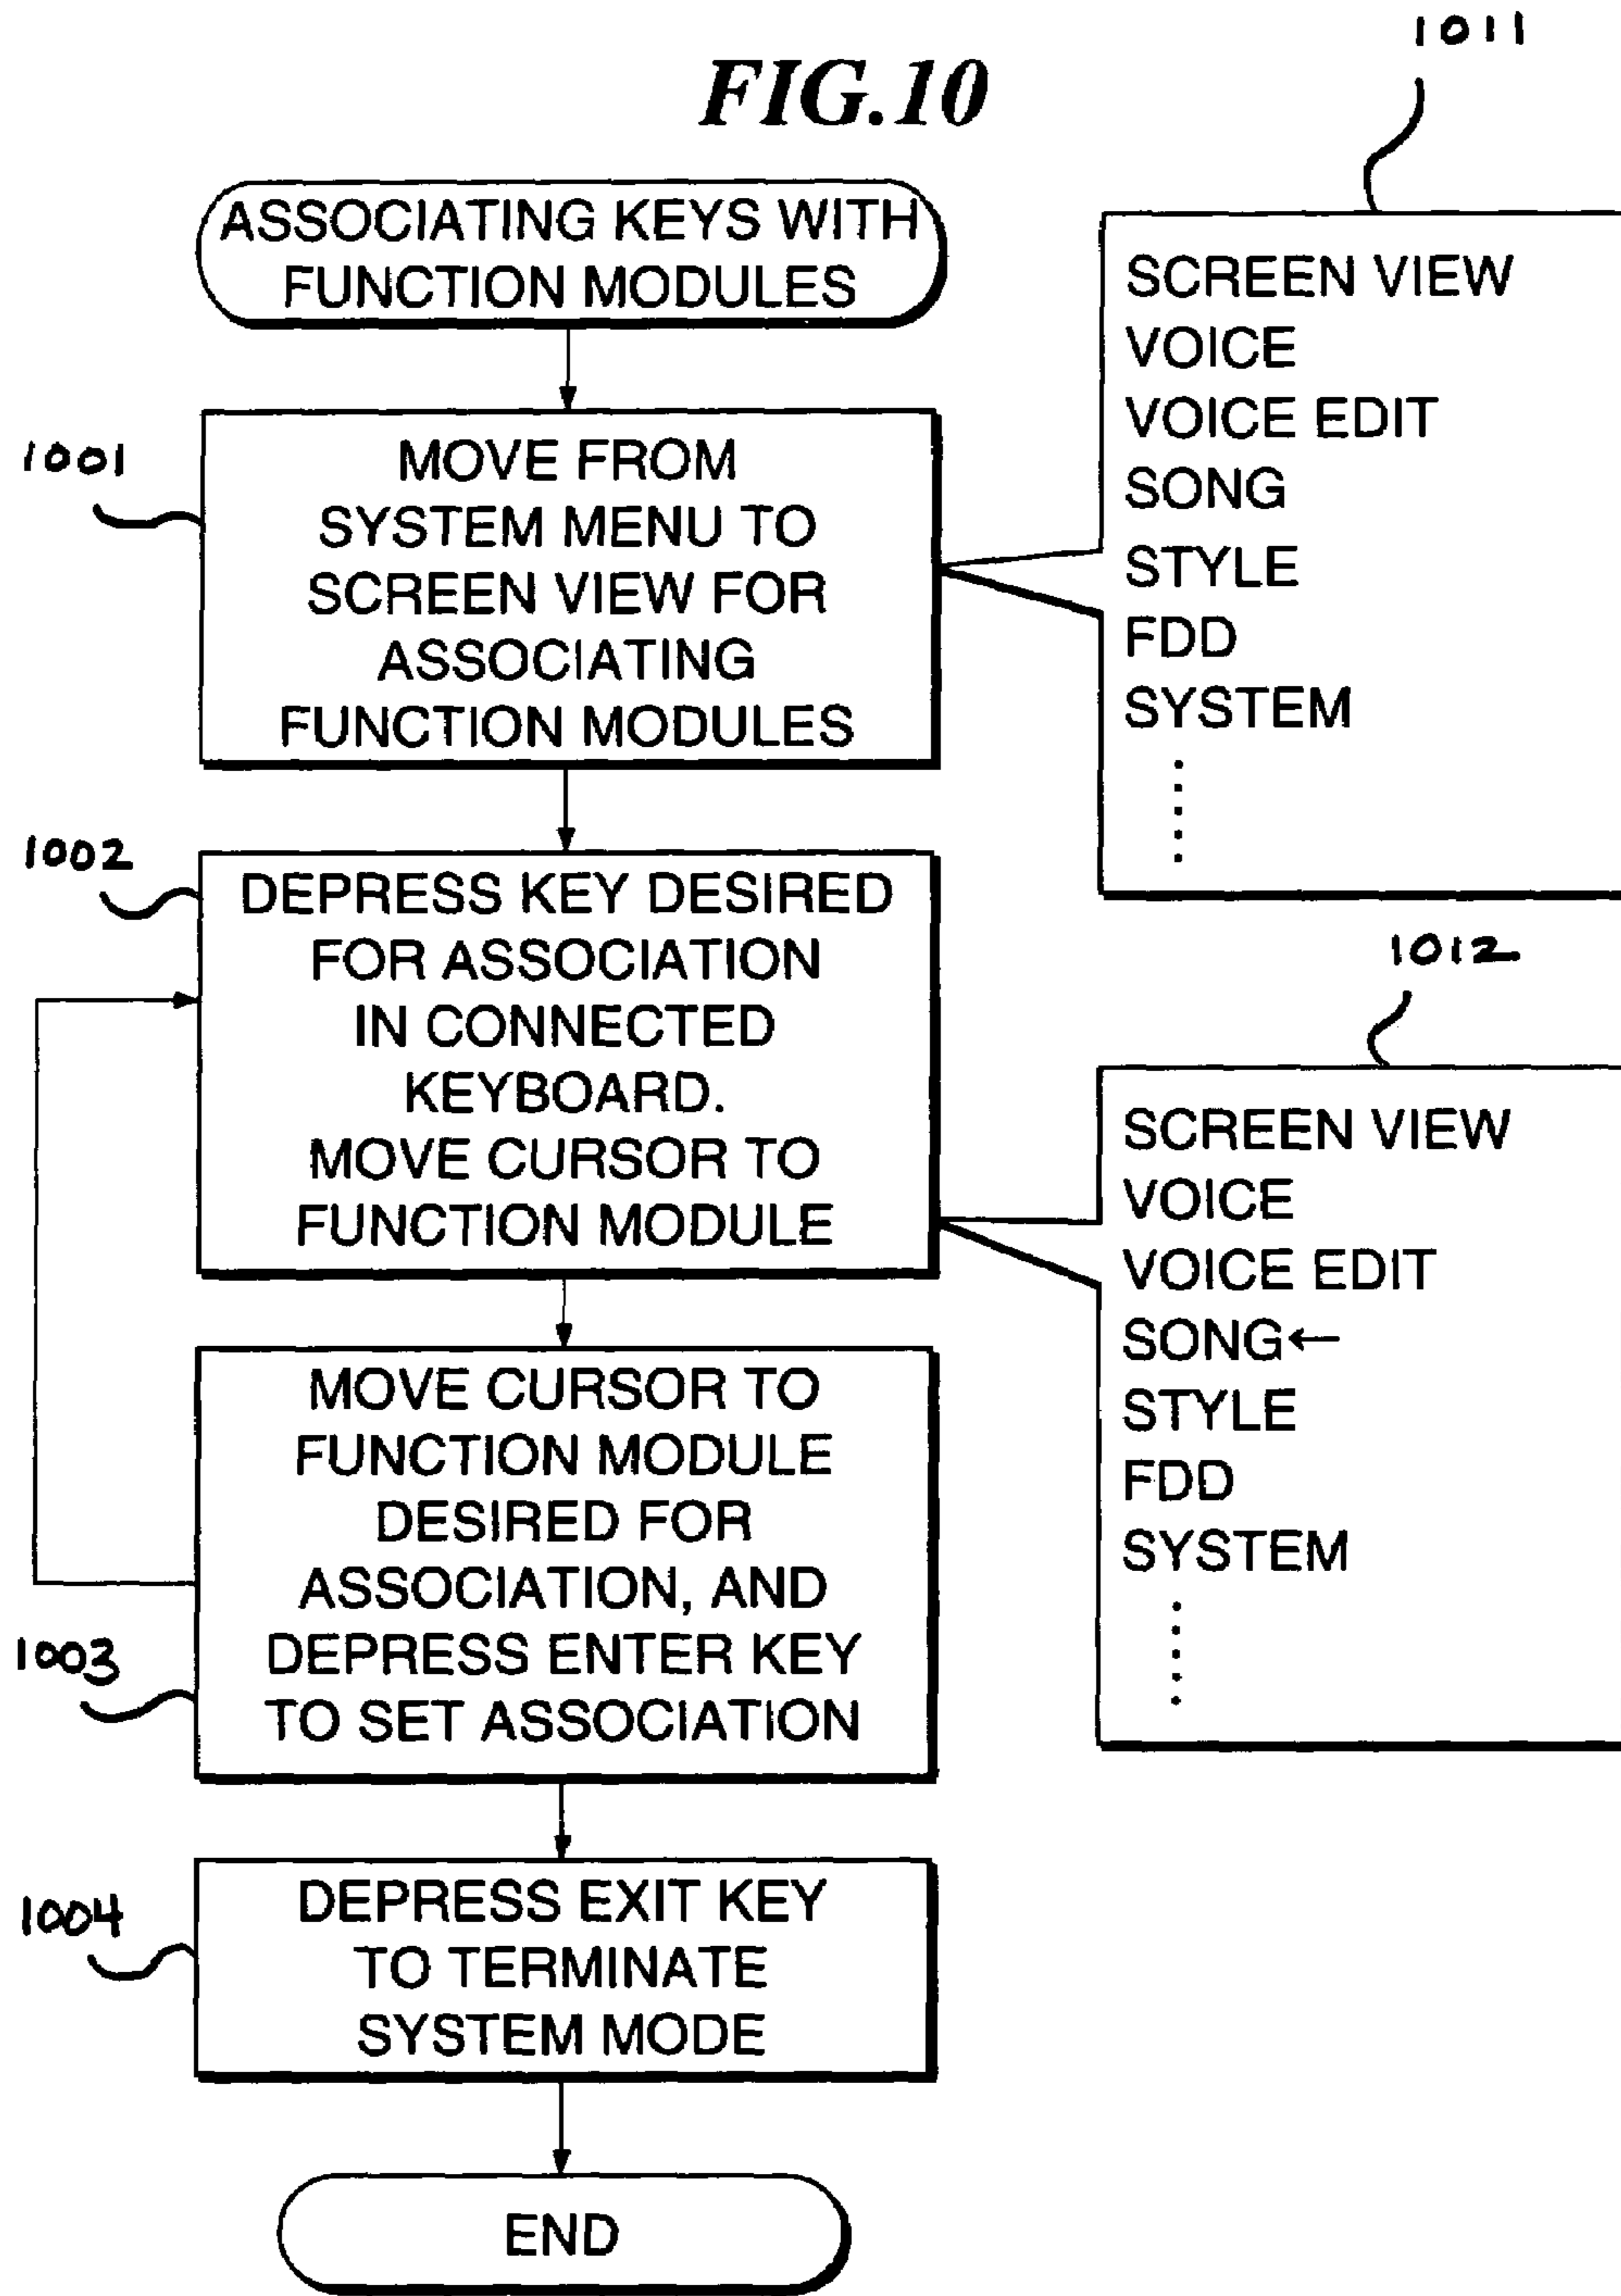 FIG.10
ASSOCIATING KEYS WITH
FUNCTION MODULES
1001
MOVE FROM
SYSTEM MENU TO
SCREEN VIEW FOR
ASSOCIATING
FUNCTION MODULES
1011
SCREEN VIEW
VOICE
VOICE EDIT
SONG
STYLE
FDD
SYSTEM
1002
DEPRESS KEY DESIRED
FOR ASSOCIATION
IN CONNECTED
KEYBOARD.
MOVE CURSOR TO
FUNCTION MODULE
1012
SCREEN VIEW
VOICE
VOICE EDIT
SONG←
STYLE
FDD
SYSTEM
1003
MOVE CURSOR TO
FUNCTION MODULE
DESIRED FOR
ASSOCIATION, AND
DEPRESS ENTER KEY
TO SET ASSOCIATION
1004
DEPRESS EXIT KEY
TO TERMINATE
SYSTEM MODE
END